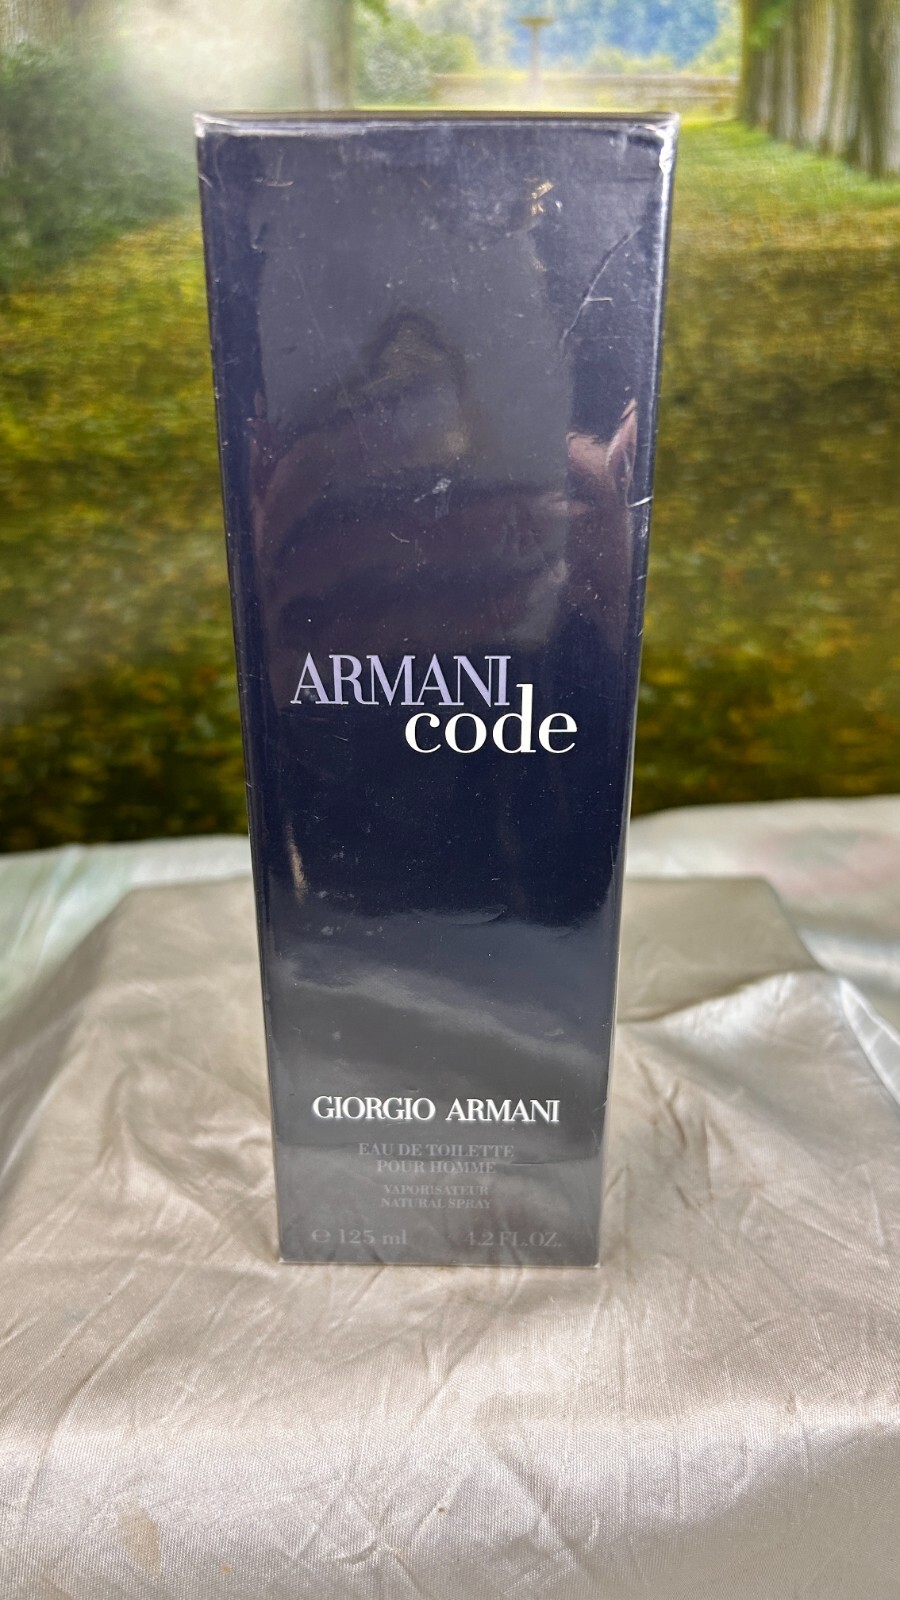 ARMANI
code
GIORGIO ARMANI
EAU DE TOILETTE
POUR HOMME
VAPORISATEUR
NATURAL SPRAY
℮ 125 ml 4.2 FL.OZ.